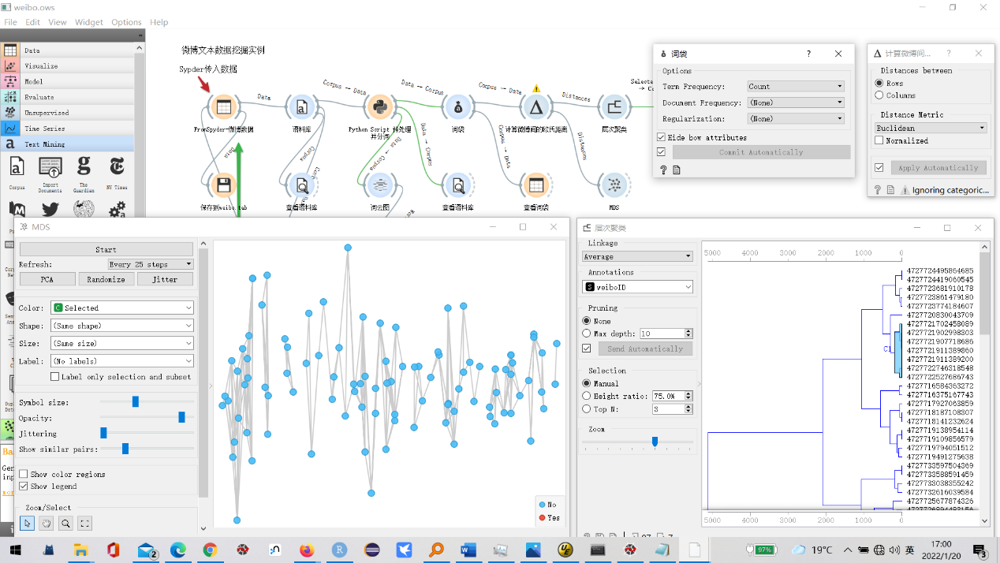 weibo.ows
File Edit View Widget Options Help
Data
Visualize
Model
Evaluate
Unsupervised
Time Series
Text Mining
Corpus
Import Documents
The Guardian
NY Times
微博文本数据挖掘实例
Sypder传入数据
FromSpyder-微博数据
Data
语料库
Corpus → Data
Python Script 预处理并分词
Data → Corpus
词袋
Corpus → Data
计算微博间的欧氏距离
Distances
层次聚类
Data
保存到weibo.tab
Corpus
查看语料库
Data → Corpus
词云图
Data → Corpus
查看语料库
Corpus → Data
查看词袋
Distances
MDS
词袋
Options
Term Frequency: Count
Document Frequency: (None)
Regularization: (None)
Hide bow attributes
Commit Automatically
计算微博间...
Distances between
Rows
Columns
Distance Metric
Euclidean
Normalized
Apply Automatically
Ignoring categoric...
MDS
Start
Refresh: Every 25 steps
PCA Randomize Jitter
Color: C Selected
Shape: (Same shape)
Size: (Same size)
Label: (No labels)
Label only selection and subset
Symbol size:
Opacity:
Jittering
Show similar pairs:
Show color regions
Show legend
Zoom/Select
No
Yes
层次聚类
Linkage
Average
Annotations
S weiboID
Pruning
None
Max depth: 10
Send Automatically
Selection
Manual
Height ratio: 75.0%
Top N: 3
Zoom
5000 4000 3000 2000 1000 0
C1
4727724495864685
4727724419060545
4727723681910178
4727723861479180
4727723774184607
4727720830043709
4727721702458089
4727721902998303
4727721907118686
4727721911389860
4727721911389200
4727722746318548
4727722527686743
4727716584363272
4727716375167743
4727717927063859
4727718187108307
4727718141232624
4727719138954114
4727719109856579
4727719794051512
4727719491275638
4727733597504369
4727733588591459
4727733038355242
4727732616039584
4727725677874326
5000 4000 3000 2000 1000 0
97%
19°C
英
17:00
2022/1/20